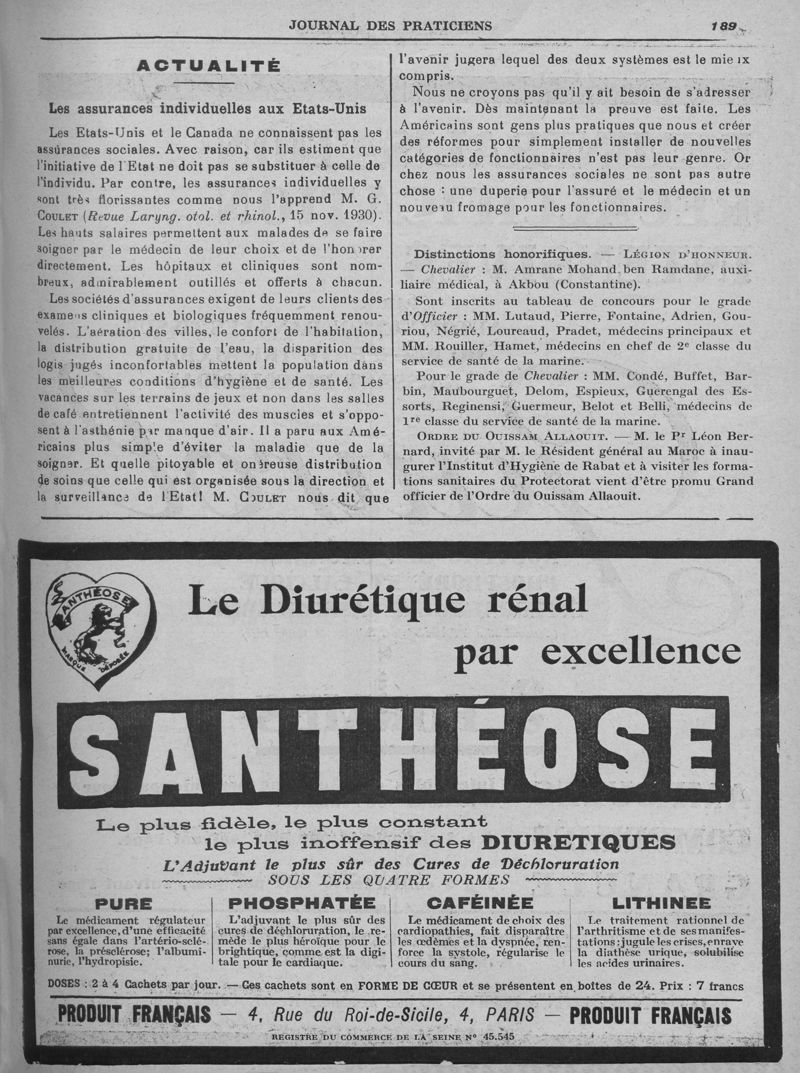 JOURNAL DES PRATICIENS 189
ACTUALITÉ
Les assurances individuelles aux Etats-Unis
Les Etats-Unis et le Canada ne connaissent pas les
assurances sociales. Avec raison, car ils estiment que
l'initiative de l'Etat ne doit pas se substituer à celle de
l'individu. Par contre, les assurances individuelles y
sont très florissantes comme nous l'apprend M. G.
COULET (Revue Laryng. otol. et rhinol., 15 nov. 1930).
Les hauts salaires permettent aux malades de se faire
soigner par le médecin de leur choix et de l'honorer
directement. Les hôpitaux et cliniques sont nom-
breux, admirablement outillés et offerts à chacun.
Les sociétés d'assurances exigent de leurs clients des
examens cliniques et biologiques fréquemment renou-
velés. L'aération des villes, le confort de l'habitation,
la distribution gratuite de l'eau, la disparition des
logis jugés inconfortables mettent la population dans
les meilleures conditions d'hygiène et de santé. Les
vacances sur les terrains de jeux et non dans les salles
de café entretiennent l'activité des muscles et s'oppo-
sent à l'asthénie par manque d'air. Il a paru aux Amé-
ricains plus simple d'éviter la maladie que de la
soigner. Et quelle pitoyable et onéreuse distribution
de soins que celle qui est organisée sous la direction et
la surveillance de l'Etat! M. COULET nous dit que
l'avenir jugera lequel des deux systèmes est le mieux
compris.
Nous ne croyons pas qu'il y ait besoin de s'adresser
à l'avenir. Dès maintenant la preuve est faite. Les
Américains sont gens plus pratiques que nous et créer
des réformes pour simplement installer de nouvelles
catégories de fonctionnaires n'est pas leur genre. Or
chez nous les assurances sociales ne sont pas autre
chose : une duperie pour l'assuré et le médecin et un
nouveau fromage pour les fonctionnaires.
Distinctions honorifiques. — LÉGION D'HONNEUR.
— Chevalier : M. Amrane Mohand ben Ramdane, auxi-
liaire médical, à Akbou (Constantine).
Sont inscrits au tableau de concours pour le grade
d'Officier : MM. Lutaud, Pierre, Fontaine, Adrien, Gou-
riou, Négrié, Loureaud, Pradet, médecins principaux et
MM. Rouiller, Hamet, médecins en chef de 2e classe du
service de santé de la marine.
Pour le grade de Chevalier : MM. Condé, Buffet, Bar-
bin, Maubourguet, Delom, Espieux, Guerengal des Es-
sorts, Reginensi, Guermeur, Belot et Belli, médecins de
1re classe du service de santé de la marine.
ORDRE DU OUISSAM ALLAOUIT. — M. le Pr Léon Ber-
nard, invité par M. le Résident général au Maroc à inau-
gurer l'Institut d'Hygiène de Rabat et à visiter les forma-
tions sanitaires du Protectorat vient d'être promu Grand
officier de l'Ordre du Ouissam Allaouit.
SANTHÉOSE
MARQUE DÉPOSÉE
Le Diurétique rénal
par excellence
SANTHÉOSE
Le plus fidèle, le plus constant
le plus inoffensif des DIURETIQUES
L'Adjuvant le plus sûr des Cures de Déchloruration
SOUS LES QUATRE FORMES
PURE
Le médicament régulateur
par excellence, d'une efficacité
sans égale dans l'artério-sclé-
rose, la présclérose; l'albumi-
nurie, l'hydropisie.
PHOSPHATÉE
L'adjuvant le plus sûr des
cures de déchloruration, le re-
mède le plus héroïque pour le
brightique, comme est la digi-
tale pour le cardiaque.
CAFÉINÉE
Le médicament de choix des
cardiopathies, fait disparaître
les œdèmes et la dyspnée, ren-
force la systole, régularise le
cours du sang.
LITHINEE
Le traitement rationnel de
l'arthritisme et de ses manifes-
tations : jugule les crises, enraye
la diathèse urique, solubilise
les acides urinaires.
DOSES : 2 à 4 Cachets par jour. — Ces cachets sont en FORME DE CŒUR et se présentent en boîtes de 24. Prix : 7 francs
PRODUIT FRANÇAIS — 4, Rue du Roi-de-Sicile, 4, PARIS — PRODUIT FRANÇAIS
REGISTRE DU COMMERCE DE LA SEINE N° 45.545